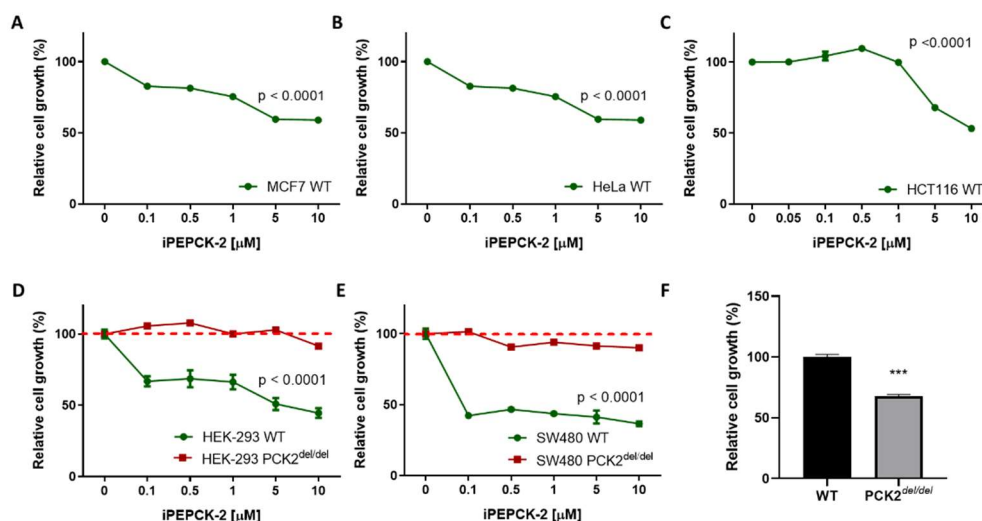 A
Relative cell growth (%)
100
50
0
p < 0.0001
MCF7 WT
0 0.1 0.5 1 5 10
iPEPCK-2 [µM]
B
Relative cell growth (%)
100
50
0
p < 0.0001
HeLa WT
0 0.1 0.5 1 5 10
iPEPCK-2 [µM]
C
Relative cell growth (%)
100
50
0
p <0.0001
HCT116 WT
0 0.05 0.1 0.5 1 5 10
iPEPCK-2 [µM]
D
Relative cell growth (%)
100
50
0
p < 0.0001
HEK-293 WT
HEK-293 PCK2del/del
0 0.1 0.5 1 5 10
iPEPCK-2 [µM]
E
Relative cell growth (%)
100
50
0
p < 0.0001
SW480 WT
SW480 PCK2del/del
0 0.1 0.5 1 5 10
iPEPCK-2 [µM]
F
Relative cell growth (%)
150
100
50
0
***
WT PCK2del/del